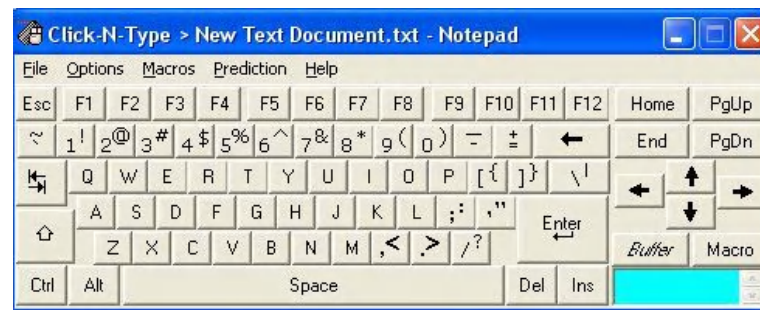 Click-N-Type > New Text Document.txt - Notepad
File Options Macros Prediction Help
Esc F1 F2 F3 F4 F5 F6 F7 F8 F9 F10 F11 F12 Home PgUp
~ 1! 2@ 3# 4$ 5% 6^ 7& 8* 9( 0) - ± ← End PgDn
Q W E R T Y U I O P [{ ]} \|
A S D F G H J K L ;: '" Enter
Z X C V B N M ,< .> /? Buffer Macro
Ctrl Alt Space Del Ins